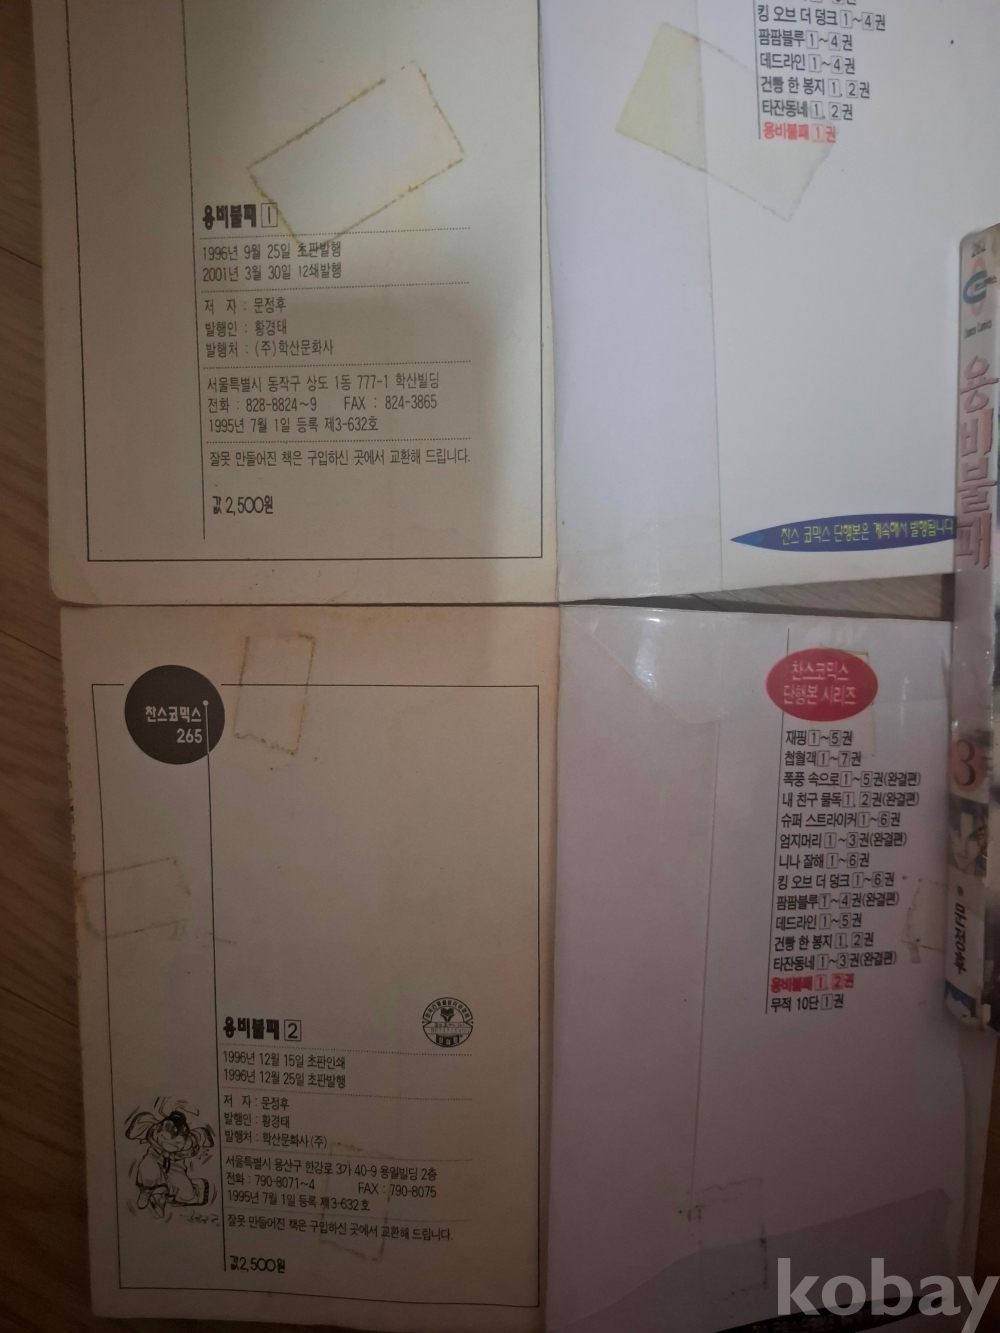 킹 오브 더 덩크 1~4권
팜팜블루 1~4권
데드라인 1~4권
건빵 한 봉지 1, 2권
타잔동네 1, 2권
용비불패 1권
용비불패 1
1996년 9월 25일 초판발행
2001년 3월 30일 12쇄발행
저 자 : 문정후
발행인 : 황경태
발행처 : (주)학산문화사
서울특별시 동작구 상도 1동 777-1 학산빌딩
전화 : 828-8824~9 FAX : 824-3865
1995년 7월 1일 등록 제3-632호
잘못 만들어진 책은 구입하신 곳에서 교환해 드립니다.
값 2,500원
찬스 코믹스 단행본은 계속해서 발행됩니다
용비불패
3
문정후
찬스코믹스
265
용비불패 2
1996년 12월 15일 초판인쇄
1996년 12월 25일 초판발행
저 자 : 문정후
발행인 : 황경태
발행처 : 학산문화사(주)
서울특별시 용산구 한강로 3가 40-9 용일빌딩 2층
전화 : 790-8071~4 FAX : 790-8075
1995년 7월 1일 등록 제3-632호
잘못 만들어진 책은 구입하신 곳에서 교환해 드립니다.
값 2,500원
찬스코믹스
단행본 시리즈
재핑 1~5권
첩혈객 1~7권
폭풍 속으로 1~5권(완결편)
내 친구 물독 1, 2권(완결편)
슈퍼 스트라이커 1~6권
엄지머리 1~3권(완결편)
니나 잘해 1~6권
킹 오브 더 덩크 1~6권
팜팜블루 1~4권(완결편)
데드라인 1~5권
건빵 한 봉지 1, 2권
타잔동네 1~3권(완결편)
용비불패 1, 2권
무적 10단 1권
kobay